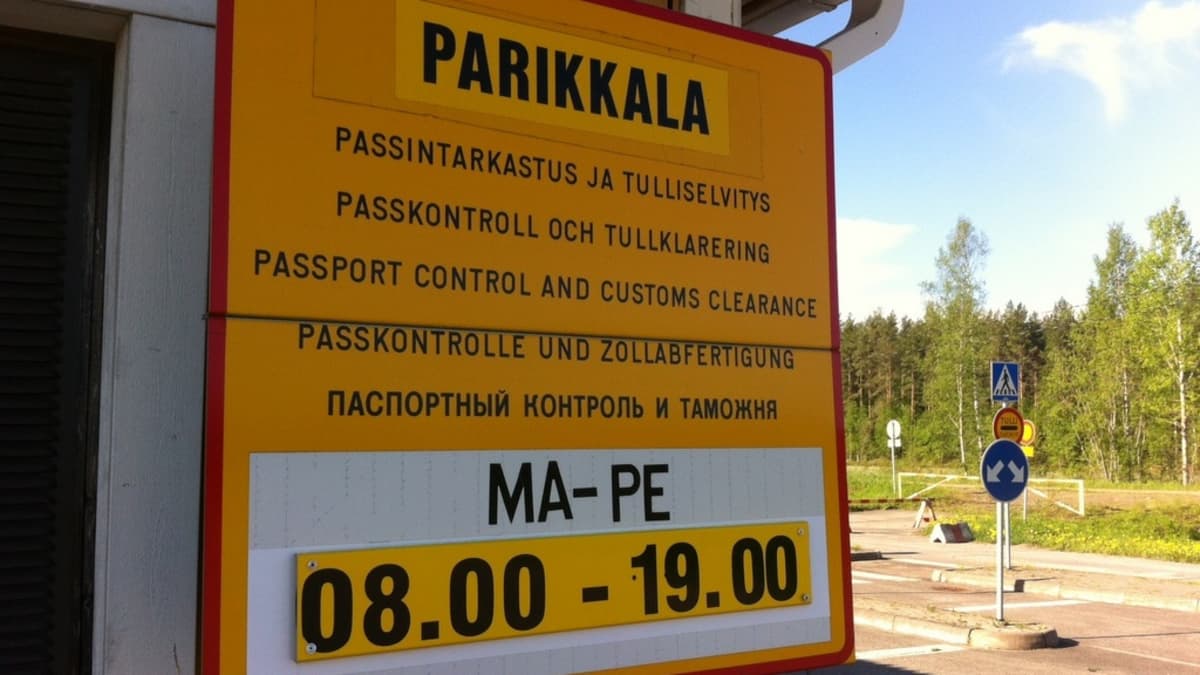 PARIKKALA
PASSINTARKASTUS JA TULLISELVITYS
PASSKONTROLL OCH TULLKLARERING
PASSPORT CONTROL AND CUSTOMS CLEARANCE
PASSKONTROLLE UND ZOLLABFERTIGUNG
ПАСПОРТНЫЙ КОНТРОЛЬ И ТАМОЖНЯ
MA-PE
08.00 - 19.00
TULLI